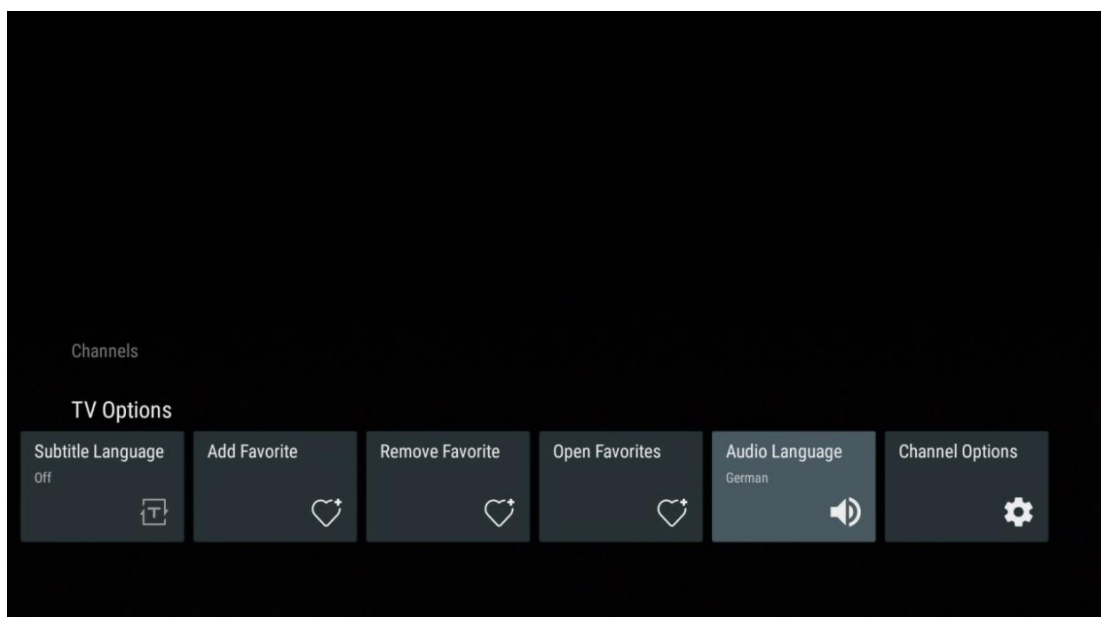 Channels
TV Options
Subtitle Language
Off
Add Favorite
Remove Favorite
Open Favorites
Audio Language
German
Channel Options